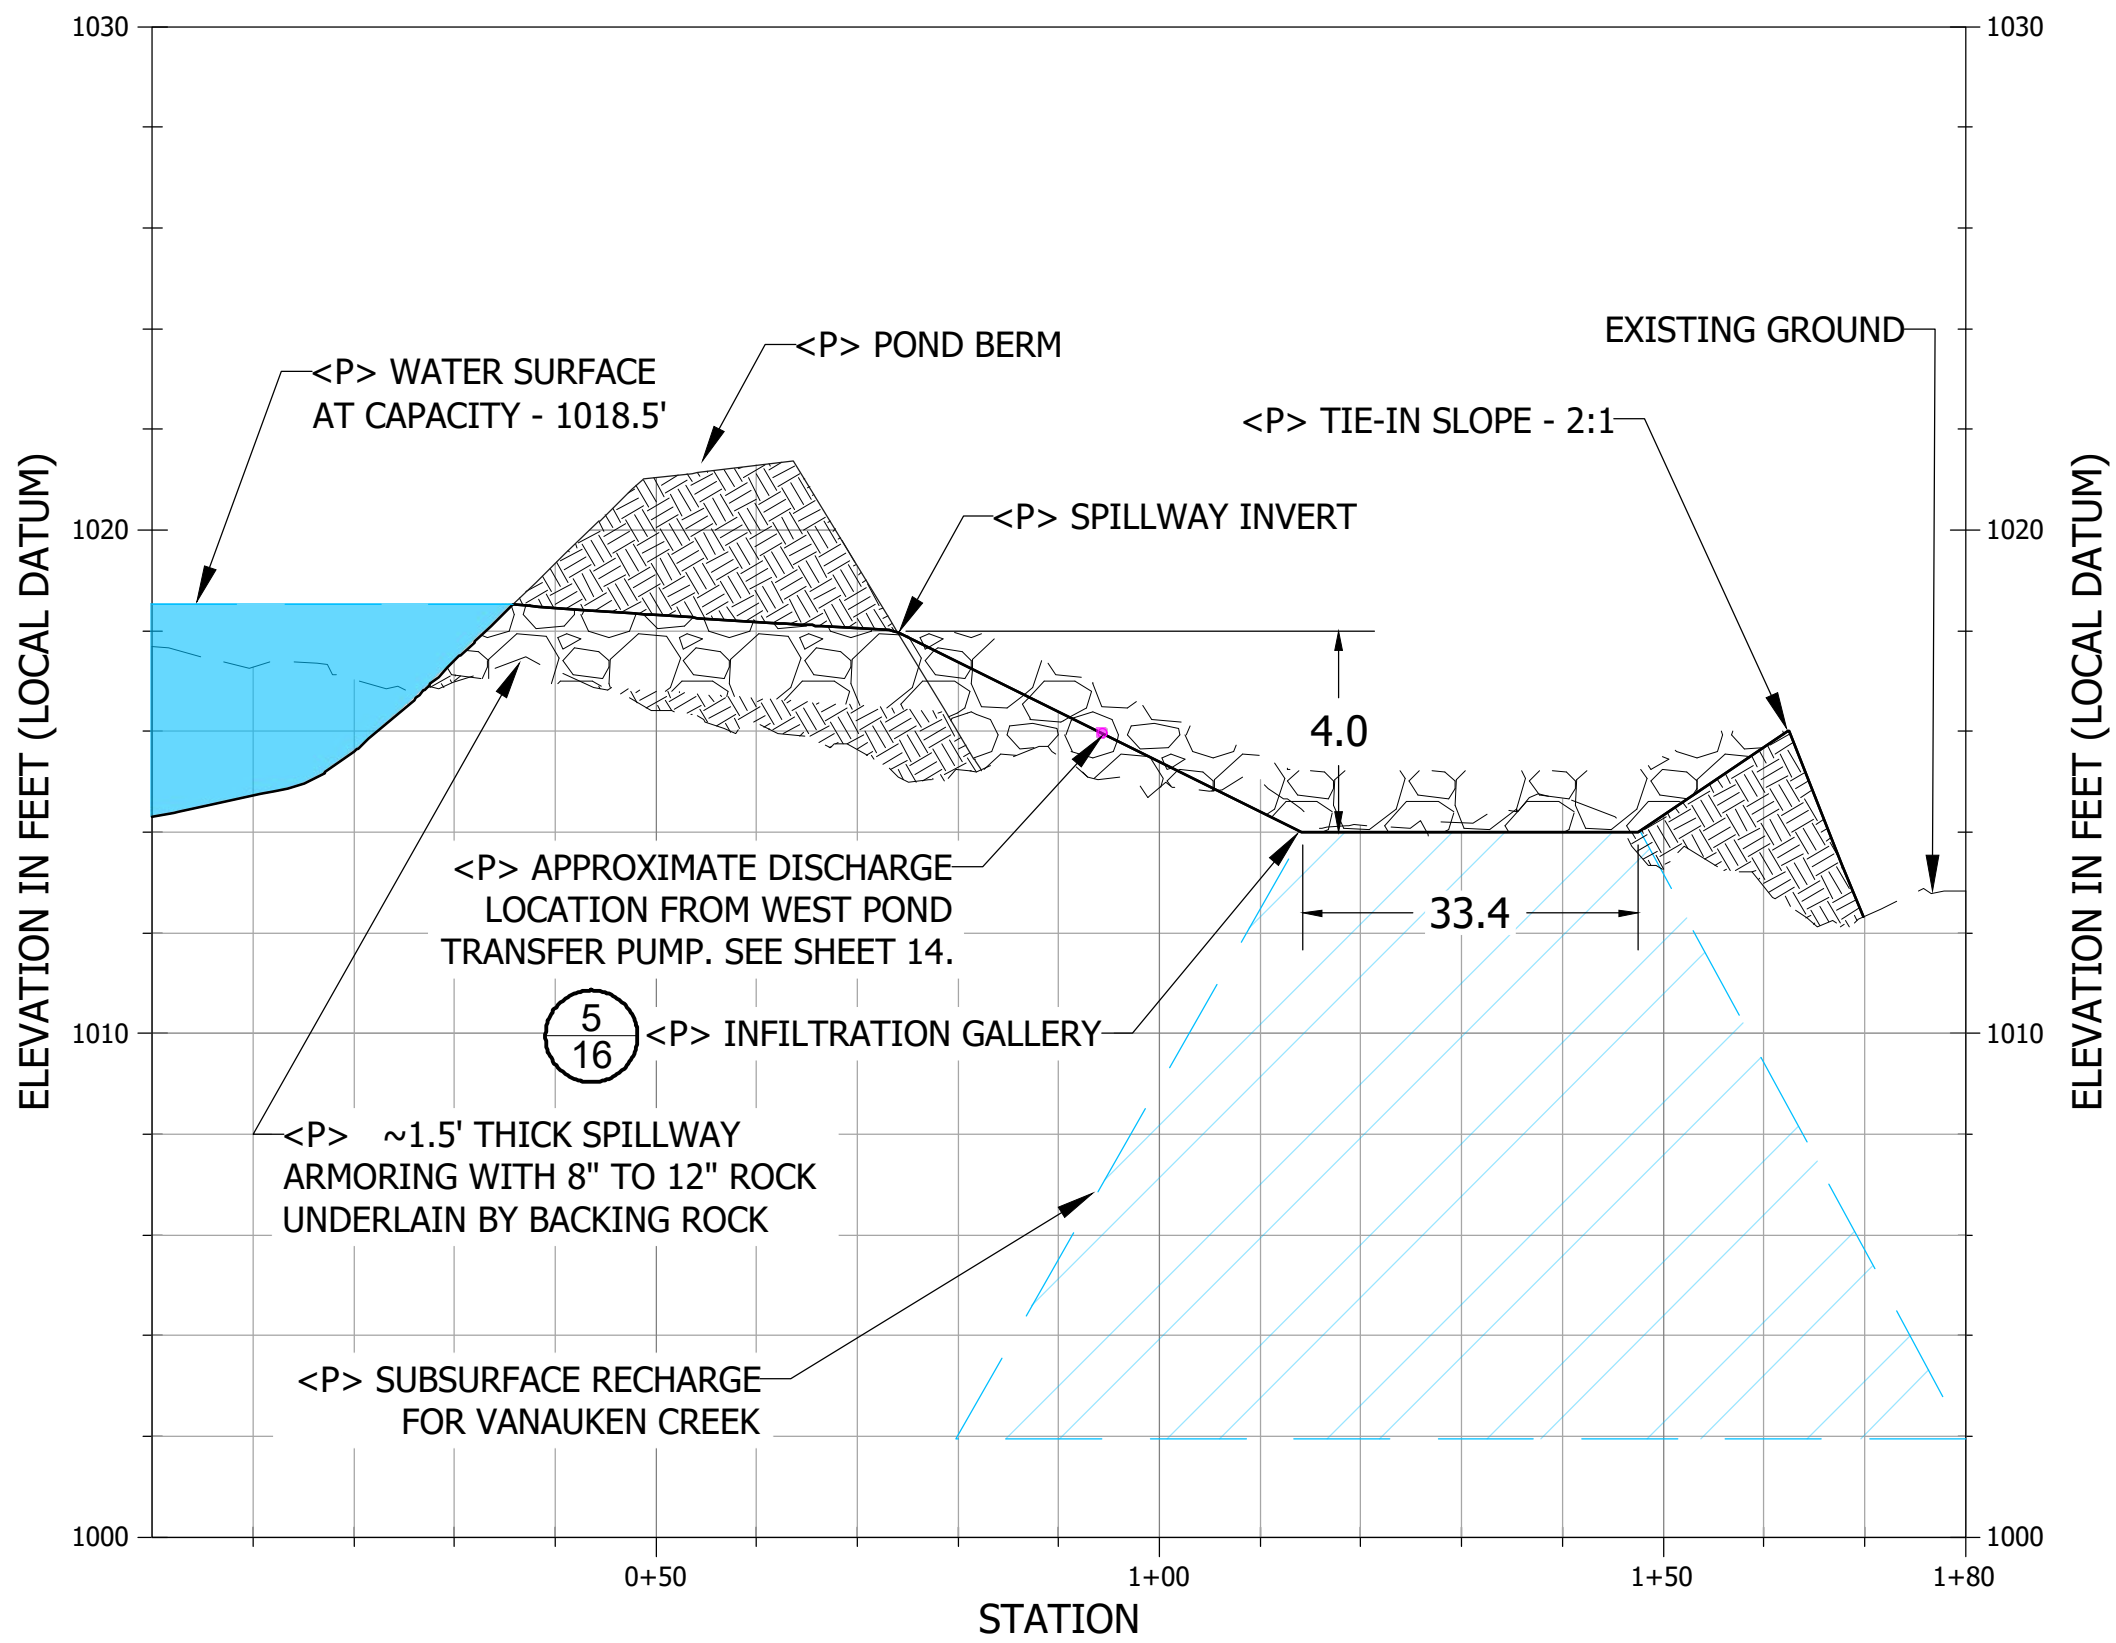 1030
1030
<P> POND BERM
EXISTING GROUND
<P> WATER SURFACE
AT CAPACITY - 1018.5'
<P> TIE-IN SLOPE - 2:1
<P> SPILLWAY INVERT
1020
1020
ELEVATION IN FEET (LOCAL DATUM)
ELEVATION IN FEET (LOCAL DATUM)
4.0
<P> APPROXIMATE DISCHARGE
LOCATION FROM WEST POND
TRANSFER PUMP. SEE SHEET 14.
33.4
5
16
<P> INFILTRATION GALLERY
1010
1010
<P> ~1.5' THICK SPILLWAY
ARMORING WITH 8" TO 12" ROCK
UNDERLAIN BY BACKING ROCK
<P> SUBSURFACE RECHARGE
FOR VANAUKEN CREEK
1000
1000
0+50
1+00
1+50
1+80
STATION